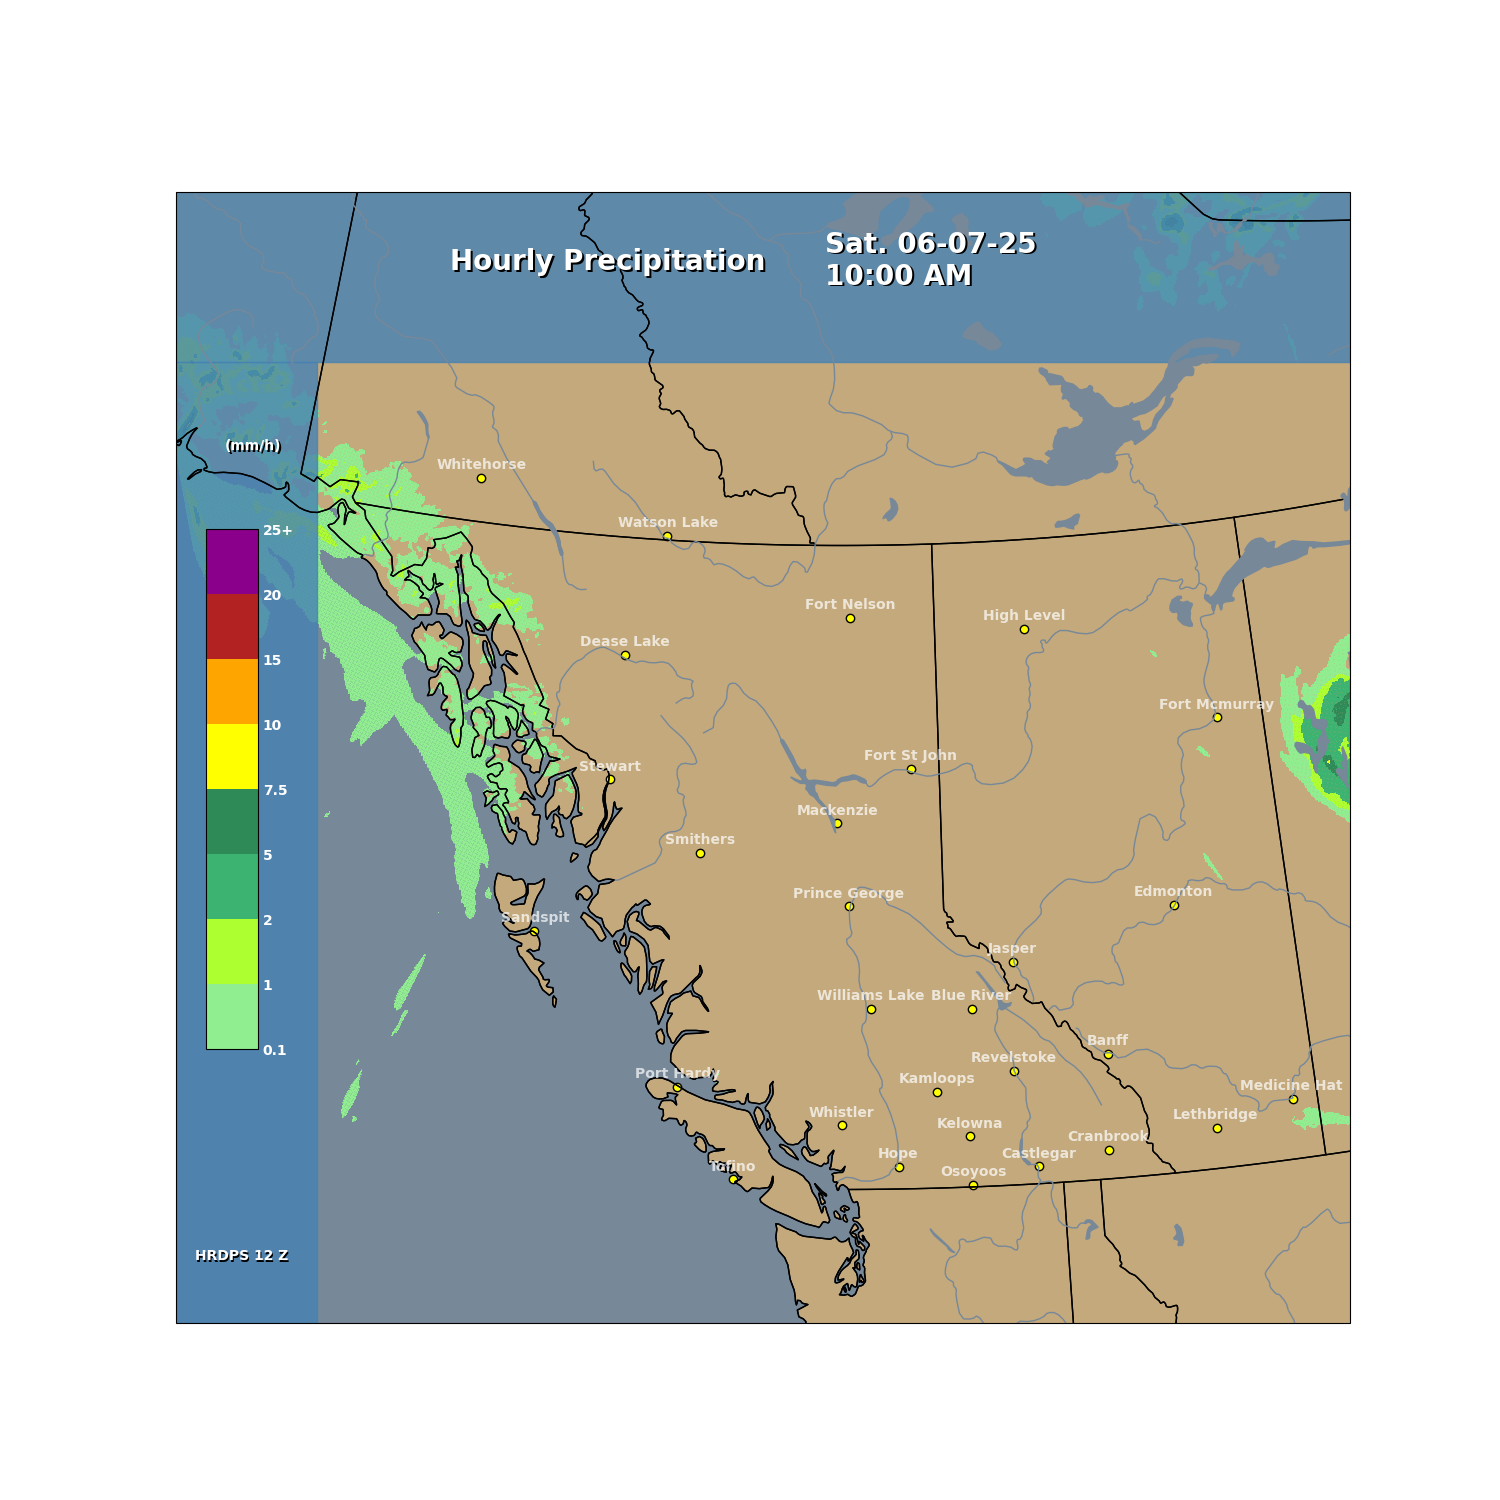 Hourly Precipitation
Sat. 06-07-25
10:00 AM
(mm/h)
Whitehorse
Watson Lake
25+
20
Fort Nelson
High Level
Dease Lake
15
Fort Mcmurray
10
Fort St John
Stewart
7.5
Mackenzie
Smithers
5
Edmonton
Prince George
2
Sandspit
Jasper
1
Williams Lake
Blue River
Banff
0.1
Revelstoke
Port Hardy
Kamloops
Medicine Hat
Whistler
Lethbridge
Kelowna
Cranbrook
Hope
Castlegar
Tofino
Osoyoos
HRDPS 12 Z